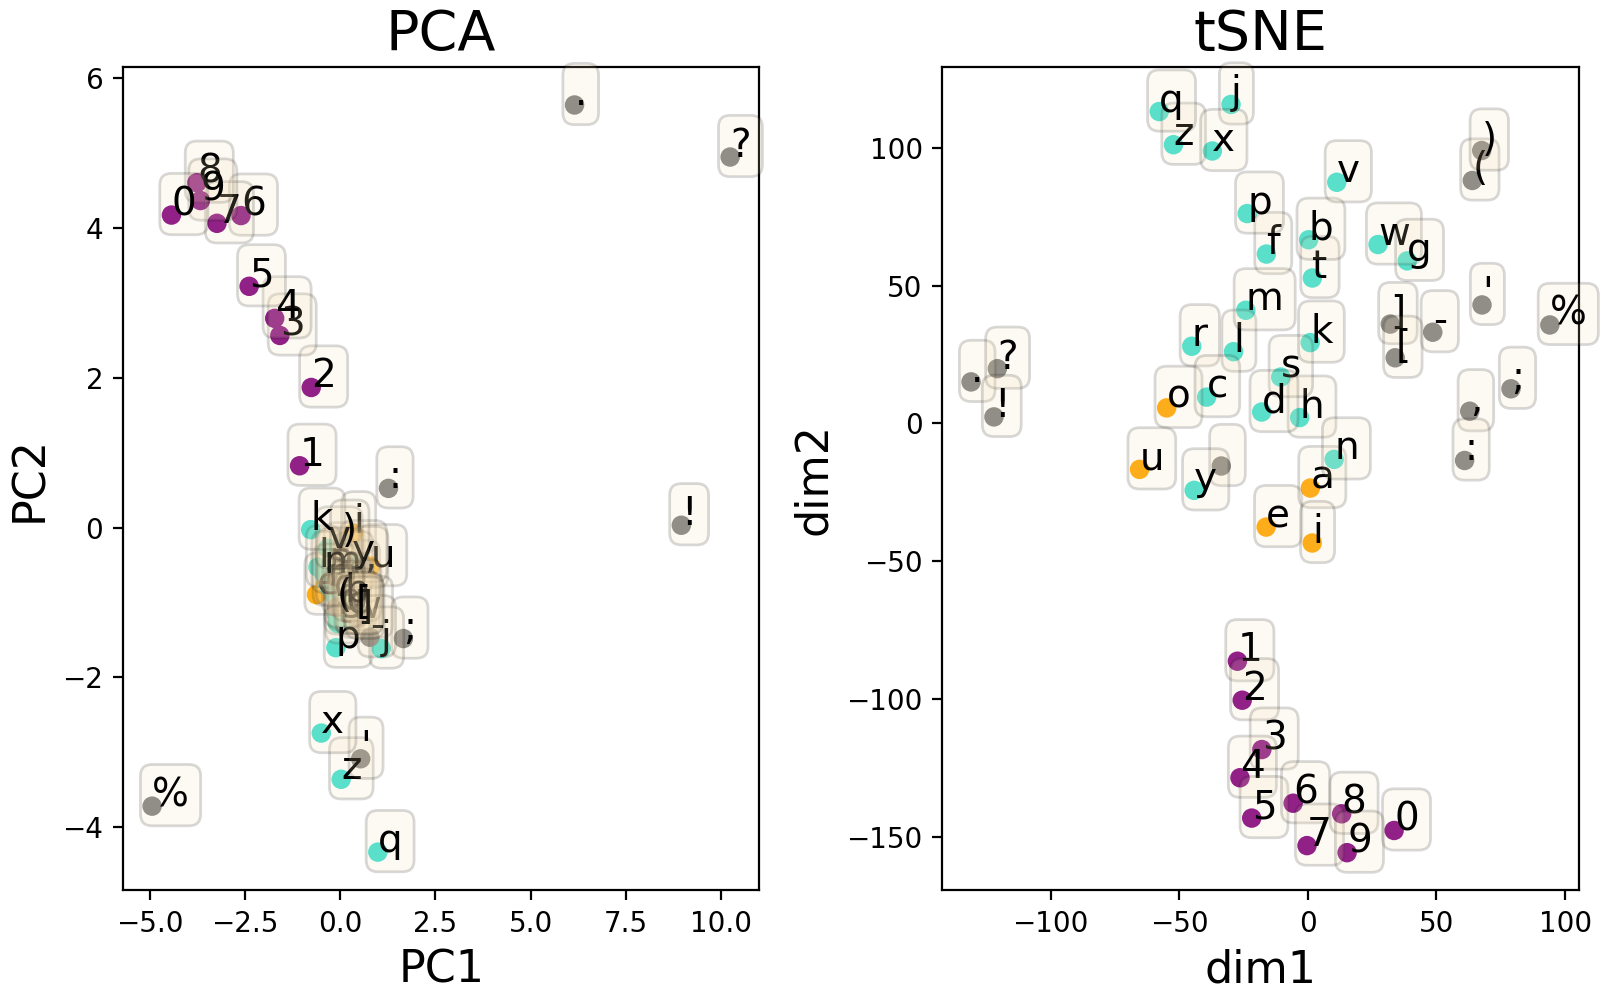 PCA
6
4
2
0
−2
−4
−5.0 −2.5 0.0 2.5 5.0 7.5 10.0
PC1
PC2
.
?
8
9
0
7
6
5
4
3
2
1
:
!
k
i
)
v
y
u
l
m
(
[
p
-
j
;
x
'
z
%
q
tSNE
100
50
0
−50
−100
−150
−100 −50 0 50 100
dim1
dim2
q
j
z
x
)
(
v
p
b
f
w
g
t
m
'
%
]
-
r
l
k
[
?
.
s
;
c
o
d
h
!
,
n
:
u
y
a
e
i
1
2
3
4
5
6
8
0
7
9